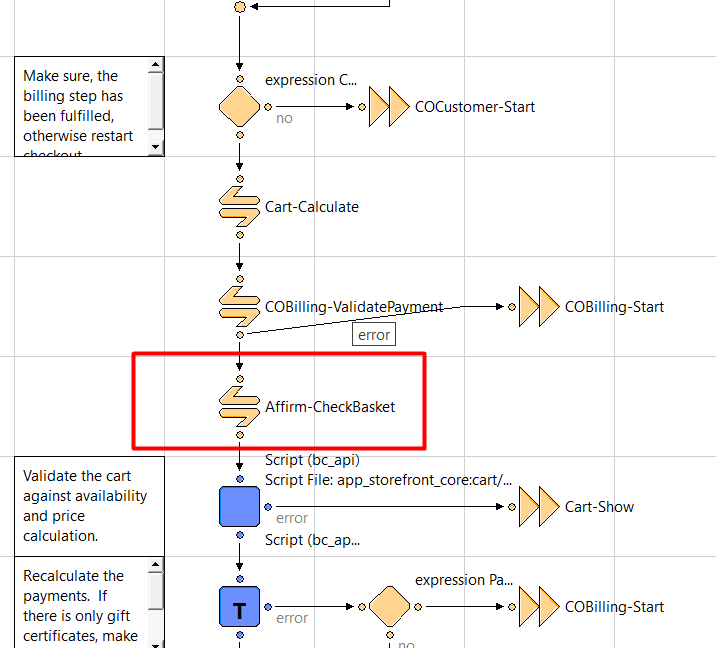 Make sure, the
billing step has
been fulfilled,
otherwise restart
checkout
expression C...
no
COCustomer-Start
Cart-Calculate
COBilling-ValidatePayment
error
COBilling-Start
Affirm-CheckBasket
Validate the cart
against availability
and price
calculation.
Script (bc_api)
Script File: app_storefront_core:cart/...
error
Cart-Show
Script (bc_ap...
Recalculate the
payments. If
there is only gift
certificates, make
T
error
expression Pa...
COBilling-Start
no